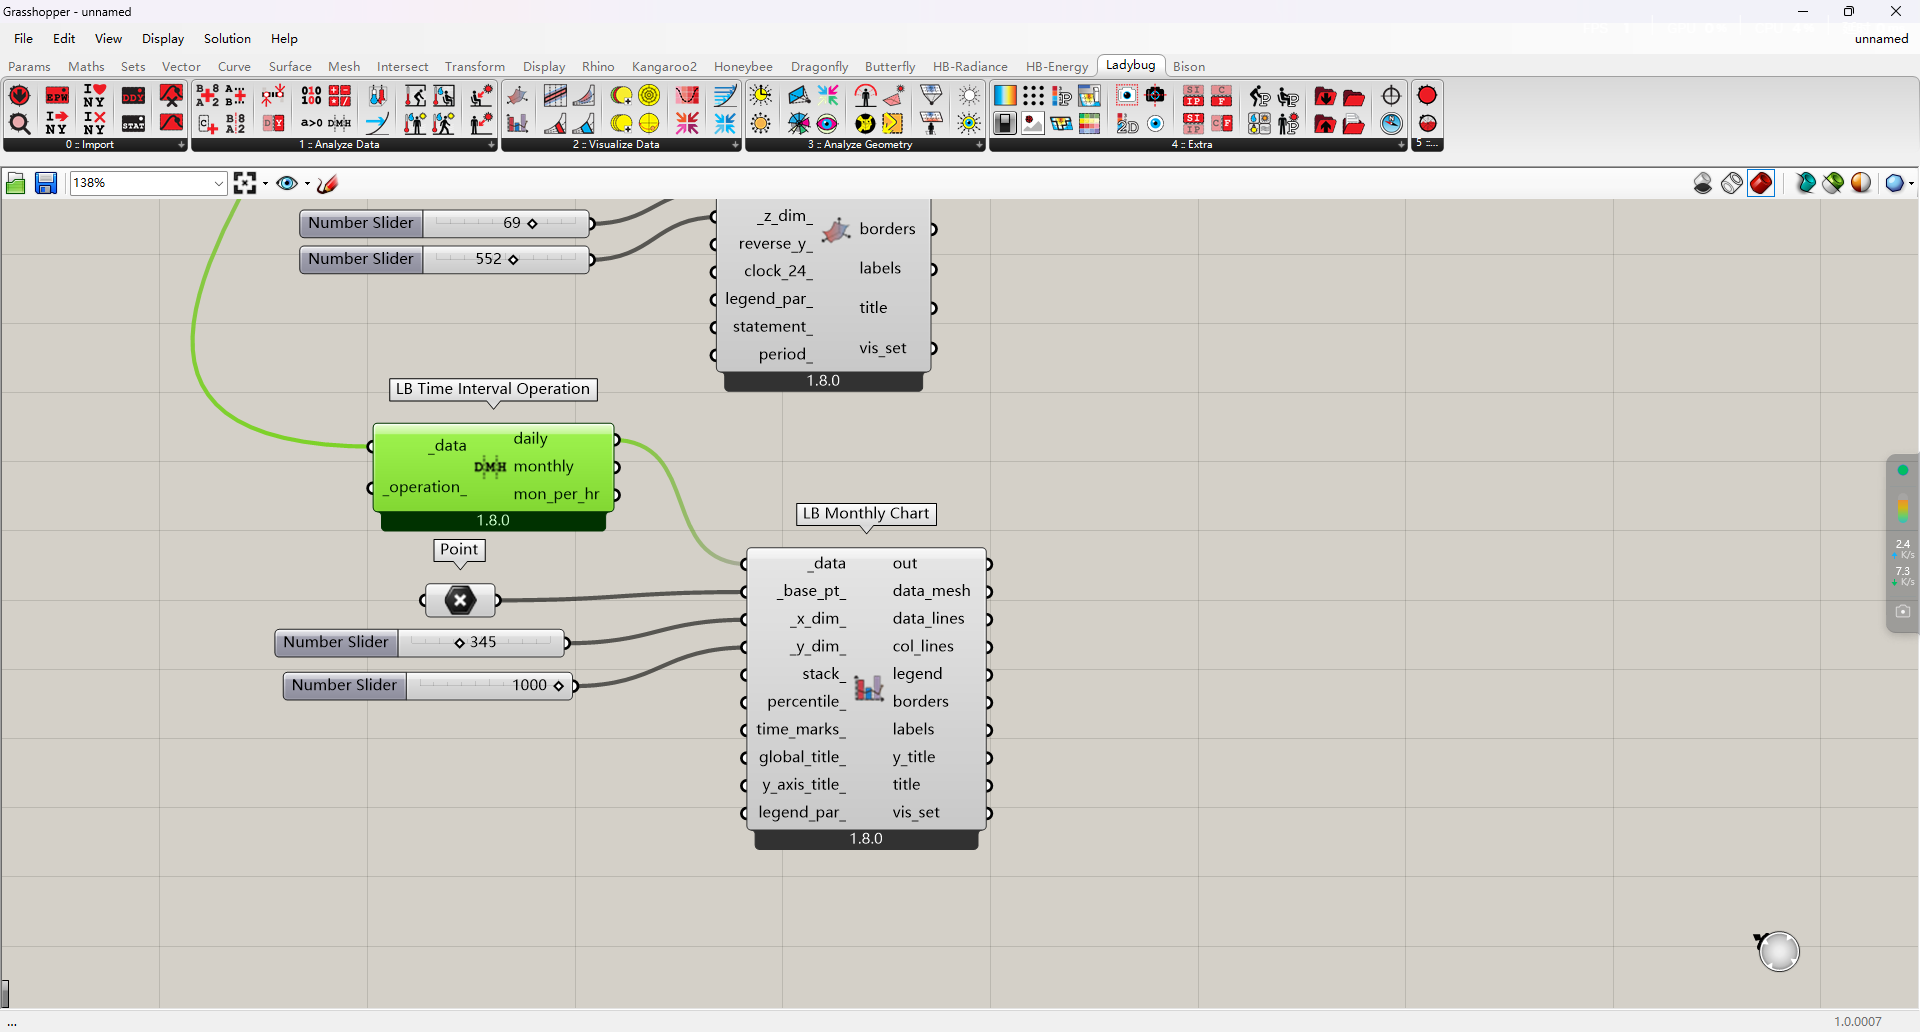 Grasshopper - unnamed
File Edit View Display Solution Help
unnamed
Params Maths Sets Vector Curve Surface Mesh Intersect Transform Display Rhino Kangaroo2 Honeybee Dragonfly Butterfly HB-Radiance HB-Energy Ladybug Bison
0 :: Import
1 :: Analyze Data
2 :: Visualize Data
3 :: Analyze Geometry
4 :: Extra
5 ::...
138%
Number Slider 69
Number Slider 552
_z_dim_
reverse_y_
clock_24_
legend_par_
statement_
period_
borders
labels
title
vis_set
1.8.0
LB Time Interval Operation
_data
_operation_
DMH
daily
monthly
mon_per_hr
1.8.0
Point
Number Slider 345
Number Slider 1000
LB Monthly Chart
_data
_base_pt_
_x_dim_
_y_dim_
stack_
percentile_
time_marks_
global_title_
y_axis_title_
legend_par_
out
data_mesh
data_lines
col_lines
legend
borders
labels
y_title
title
vis_set
1.8.0
2.4
K/s
7.3
K/s
...
1.0.0007